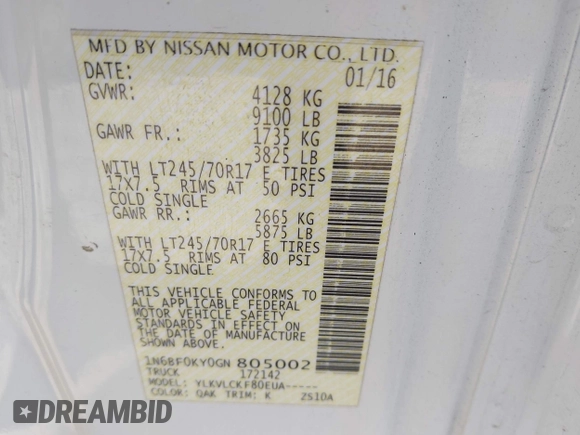 MFD BY NISSAN MOTOR CO., LTD.
DATE: 01/16
GVWR: 4128 KG
9100 LB
GAWR FR.: 1735 KG
3825 LB
WITH LT245/70R17 E TIRES
17X7.5 RIMS AT 50 PSI
COLD SINGLE
GAWR RR.: 2665 KG
5875 LB
WITH LT245/70R17 E TIRES
17X7.5 RIMS AT 80 PSI
COLD SINGLE
THIS VEHICLE CONFORMS TO
ALL APPLICABLE FEDERAL
MOTOR VEHICLE SAFETY
STANDARDS IN EFFECT ON THE
DATE OF MANUFACTURE
SHOWN ABOVE.
1N6BF0KY0GN 805002
TRUCK 172142
MODEL: YLKVLCKF80EUA-----
COLOR: QAK TRIM: K ZS10A
RIDE SAFELY
BIDINFO